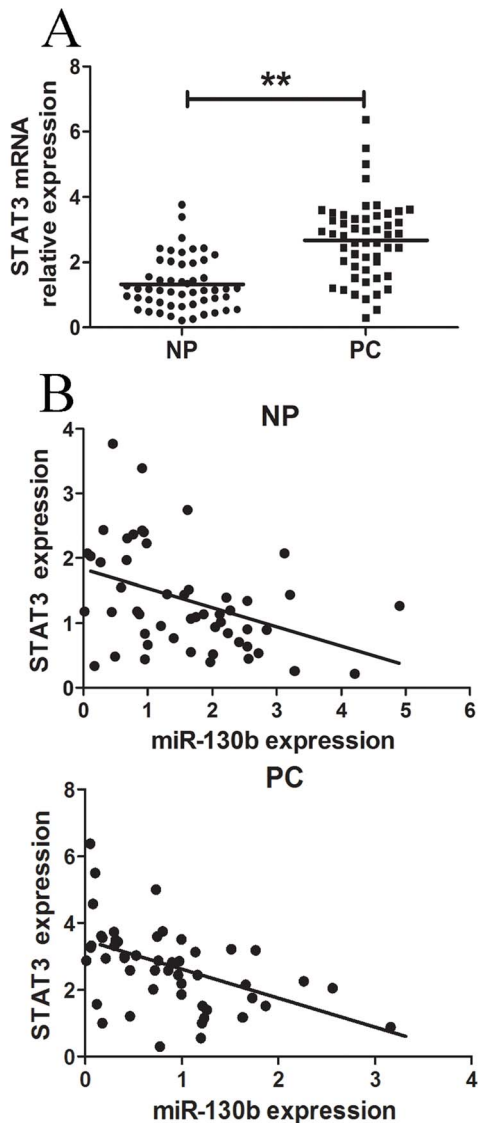 A
STAT3 mRNA
relative expression
8
6
4
2
0
**
NP
PC
B
NP
STAT3 expression
4
3
2
1
0
0 1 2 3 4 5 6
miR-130b expression
PC
STAT3 expression
8
6
4
2
0
0 1 2 3 4
miR-130b expression